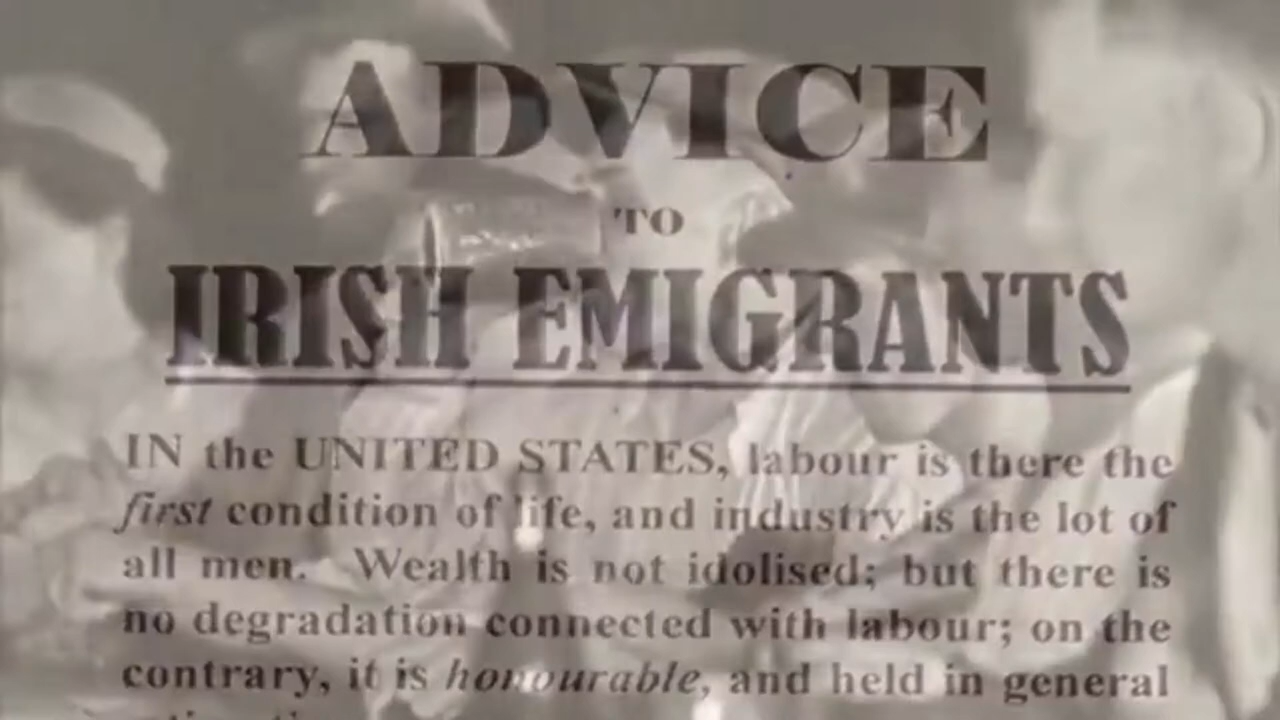 ADVICE
TO
IRISH EMIGRANTS
IN the UNITED STATES, labour is there the
first condition of life, and industry is the lot of
all men. Wealth is not idolised; but there is
no degradation connected with labour; on the
contrary, it is honourable, and held in general